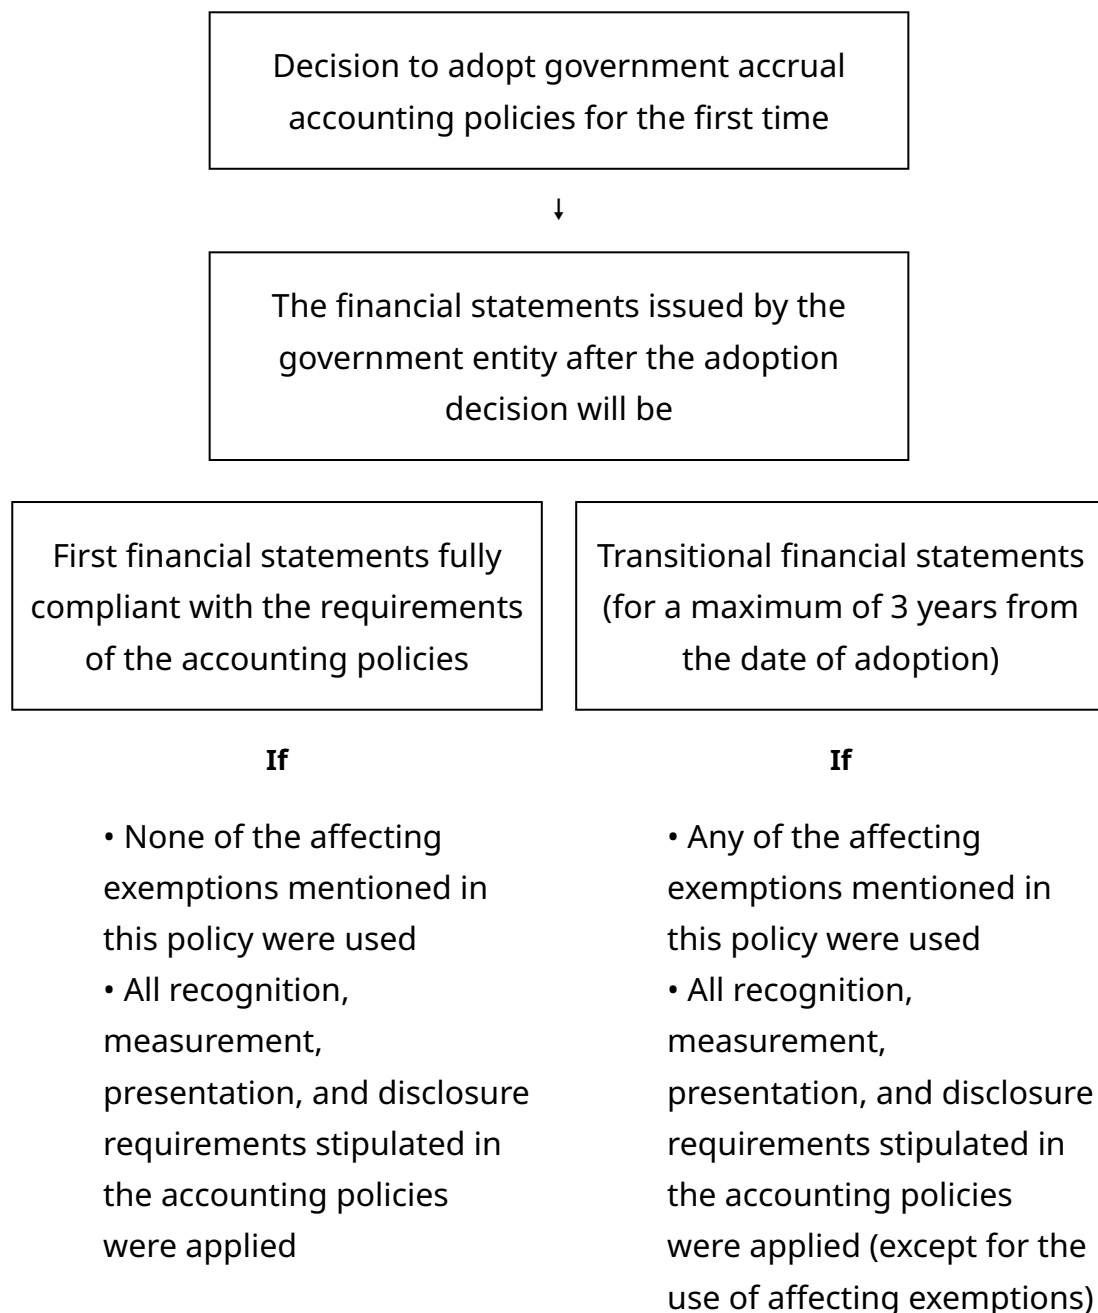 Decision to adopt government accrual
accounting policies for the first time
↓
The financial statements issued by the
government entity after the adoption
decision will be
First financial statements fully
compliant with the requirements
of the accounting policies
If
• None of the affecting
exemptions mentioned in
this policy were used
• All recognition,
measurement,
presentation, and disclosure
requirements stipulated in
the accounting policies
were applied
Transitional financial statements
(for a maximum of 3 years from
the date of adoption)
If
• Any of the affecting
exemptions mentioned in
this policy were used
• All recognition,
measurement,
presentation, and disclosure
requirements stipulated in
the accounting policies
were applied (except for the
use of affecting exemptions)